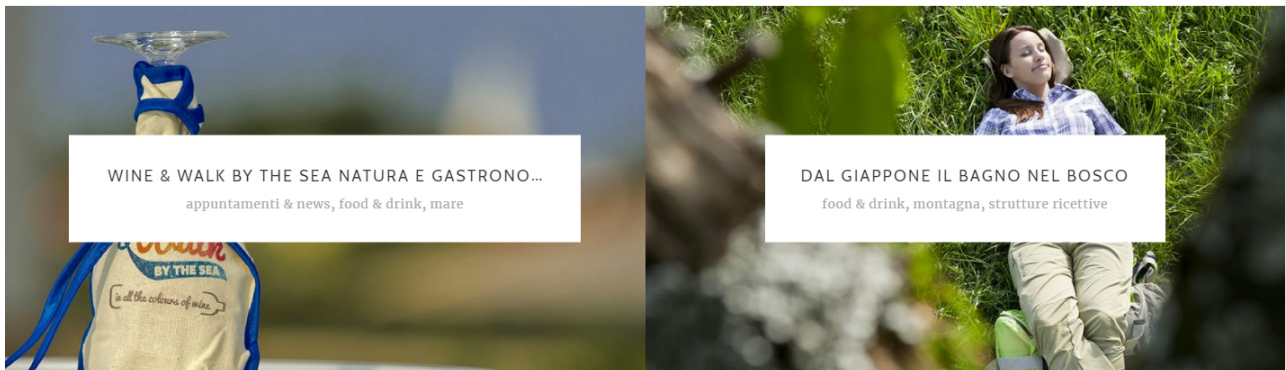 WINE & WALK BY THE SEA NATURA E GASTRONO...
appuntamenti & news, food & drink, mare
Walk
BY THE SEA
in all the colours of wine
DAL GIAPPONE IL BAGNO NEL BOSCO
food & drink, montagna, strutture ricettive